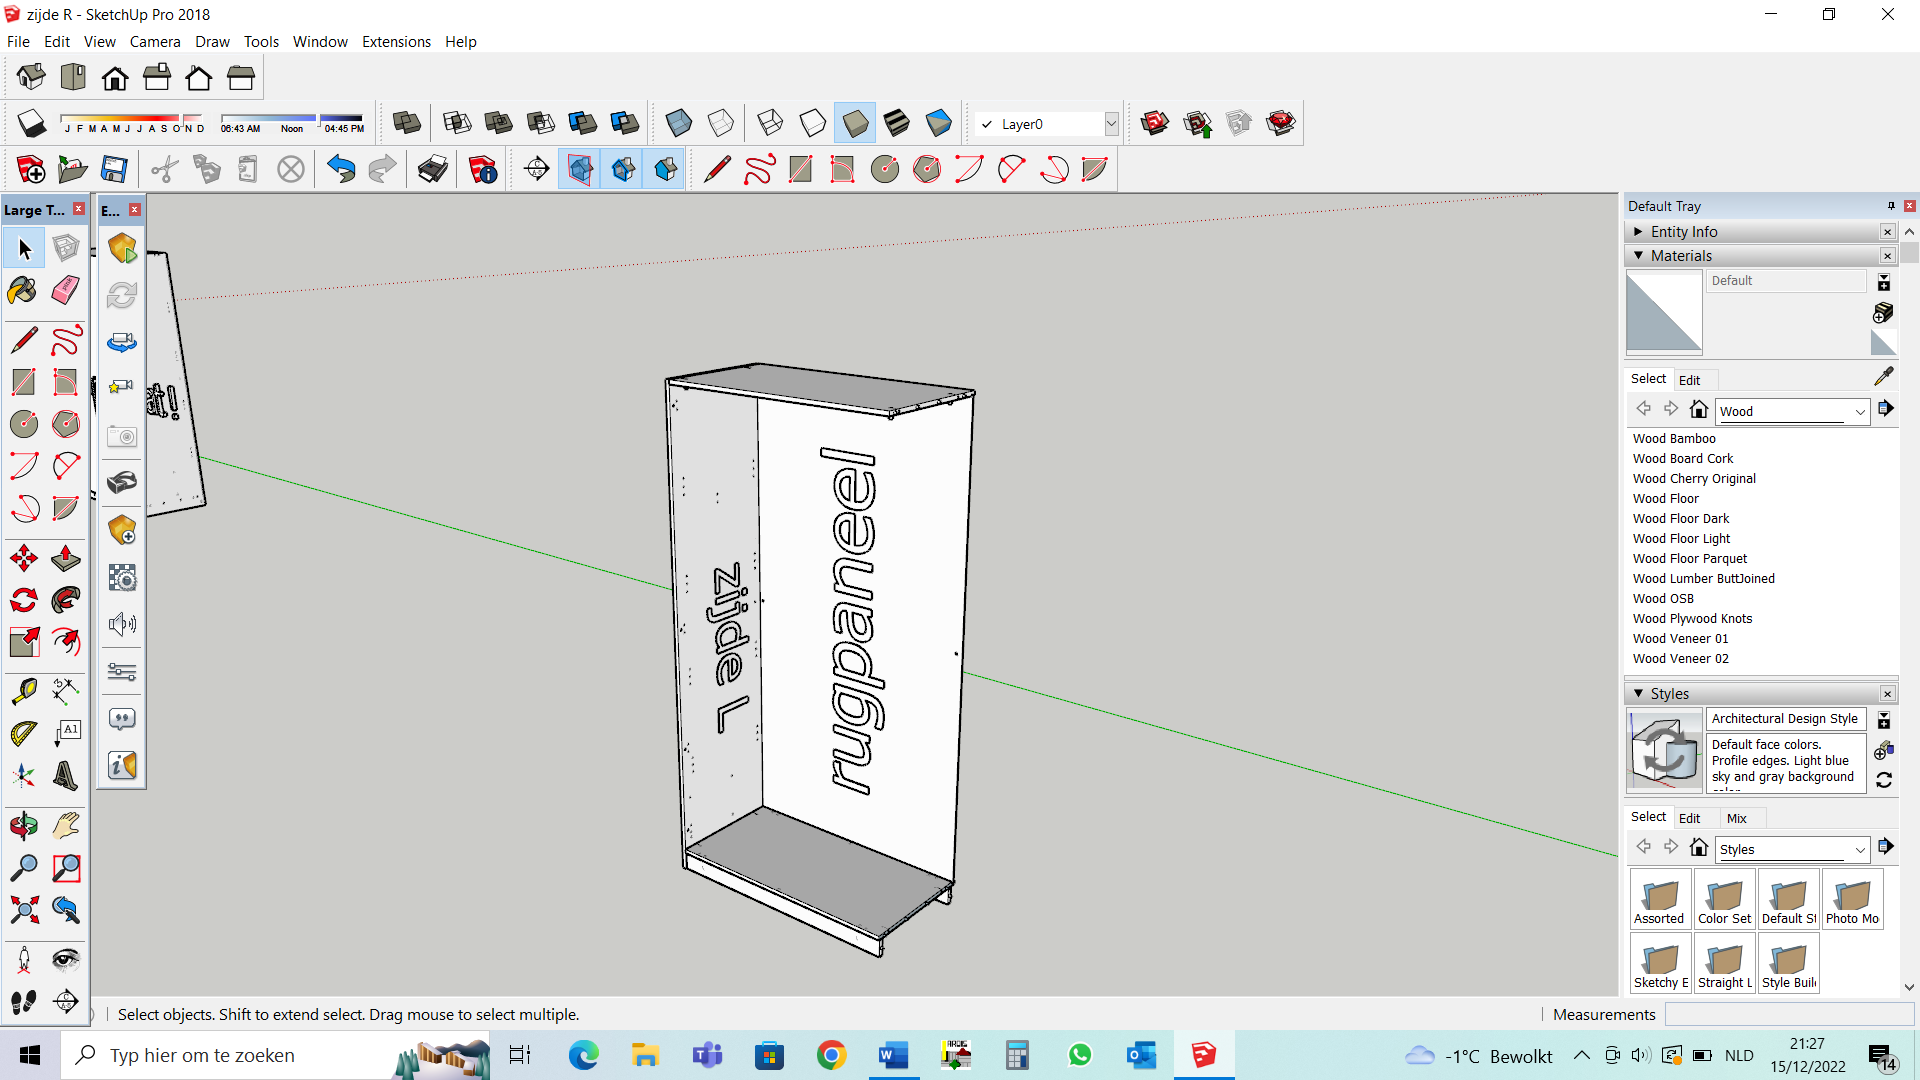 zijde R - SketchUp Pro 2018
File Edit View Camera Draw Tools Window Extensions Help
J F M A M J J A S O N D
06:43 AM Noon 04:45 PM
Layer0
Large T...
E...
Default Tray
Entity Info
Materials
Default
Select Edit
Wood
Wood Bamboo
Wood Board Cork
Wood Cherry Original
Wood Floor
Wood Floor Dark
Wood Floor Light
Wood Floor Parquet
Wood Lumber ButtJoined
Wood OSB
Wood Plywood Knots
Wood Veneer 01
Wood Veneer 02
Styles
Architectural Design Style
Default face colors.
Profile edges. Light blue
sky and gray background
Select Edit Mix
Styles
Assorted Color Set Default St Photo Mo
Sketchy E Straight L Style Buil
zijde L
rugpaneel
A1
Select objects. Shift to extend select. Drag mouse to select multiple.
Measurements
Typ hier om te zoeken
-1°C Bewolkt
NLD
21:27
15/12/2022
14